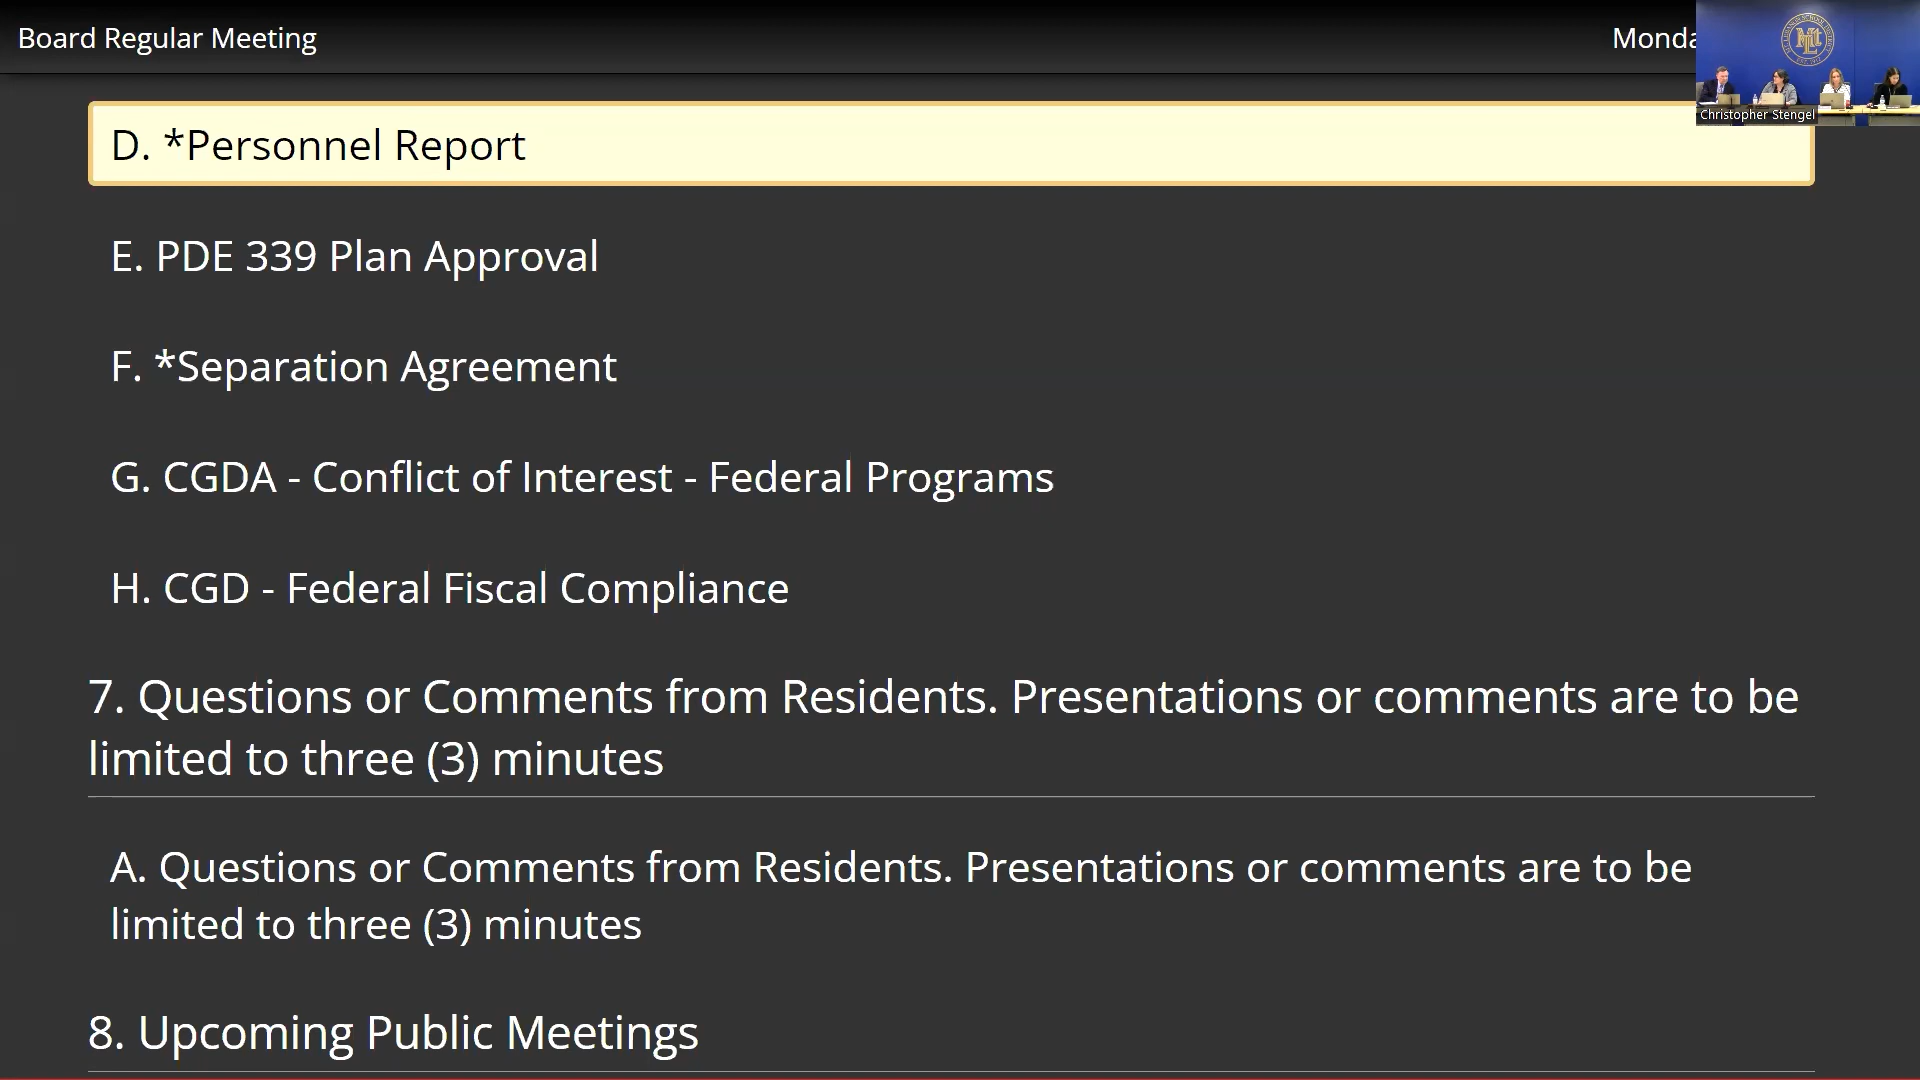 Board Regular Meeting
Monda
Christopher Stengel
D. *Personnel Report
E. PDE 339 Plan Approval
F. *Separation Agreement
G. CGDA - Conflict of Interest - Federal Programs
H. CGD - Federal Fiscal Compliance
7. Questions or Comments from Residents. Presentations or comments are to be
limited to three (3) minutes
A. Questions or Comments from Residents. Presentations or comments are to be
limited to three (3) minutes
8. Upcoming Public Meetings